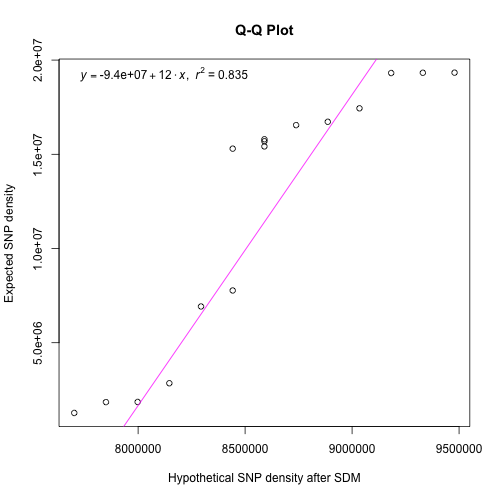 Q-Q Plot
y = -9.4e+07 + 12 · x, r² = 0.835
2.0e+07
1.5e+07
1.0e+07
5.0e+06
Expected SNP density
8000000 8500000 9000000 9500000
Hypothetical SNP density after SDM